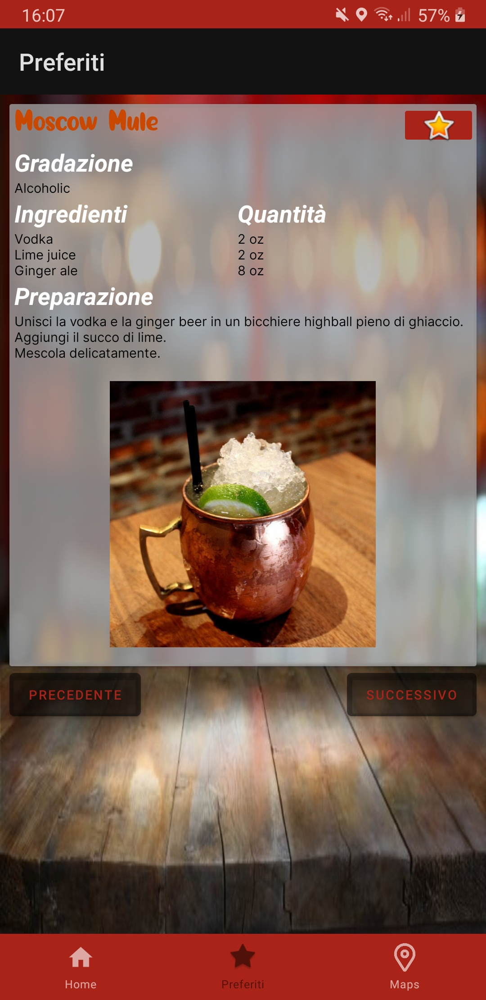 16:07 57%
Preferiti
Moscow Mule
Gradazione
Alcoholic
Ingredienti Quantità
Vodka 2 oz
Lime juice 2 oz
Ginger ale 8 oz
Preparazione
Unisci la vodka e la ginger beer in un bicchiere highball pieno di ghiaccio.
Aggiungi il succo di lime.
Mescola delicatamente.
PRECEDENTE SUCCESSIVO
Home Preferiti Maps